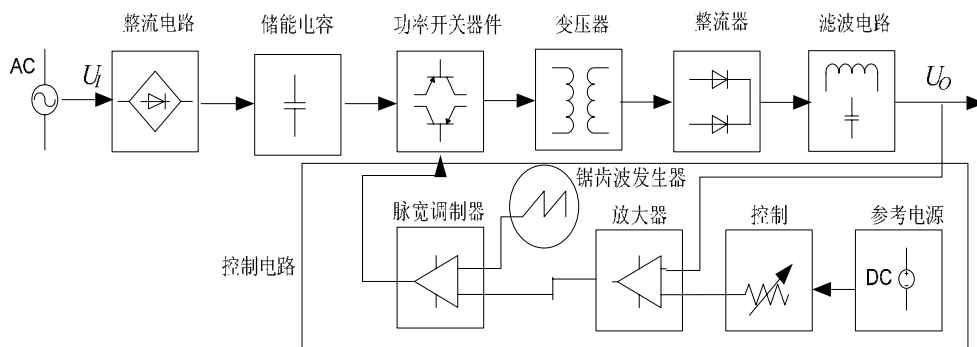 整流电路
储能电容
功率开关器件
变压器
整流器
滤波电路
AC
U_I
U_O
锯齿波发生器
脉宽调制器
放大器
控制
参考电源
控制电路
DC